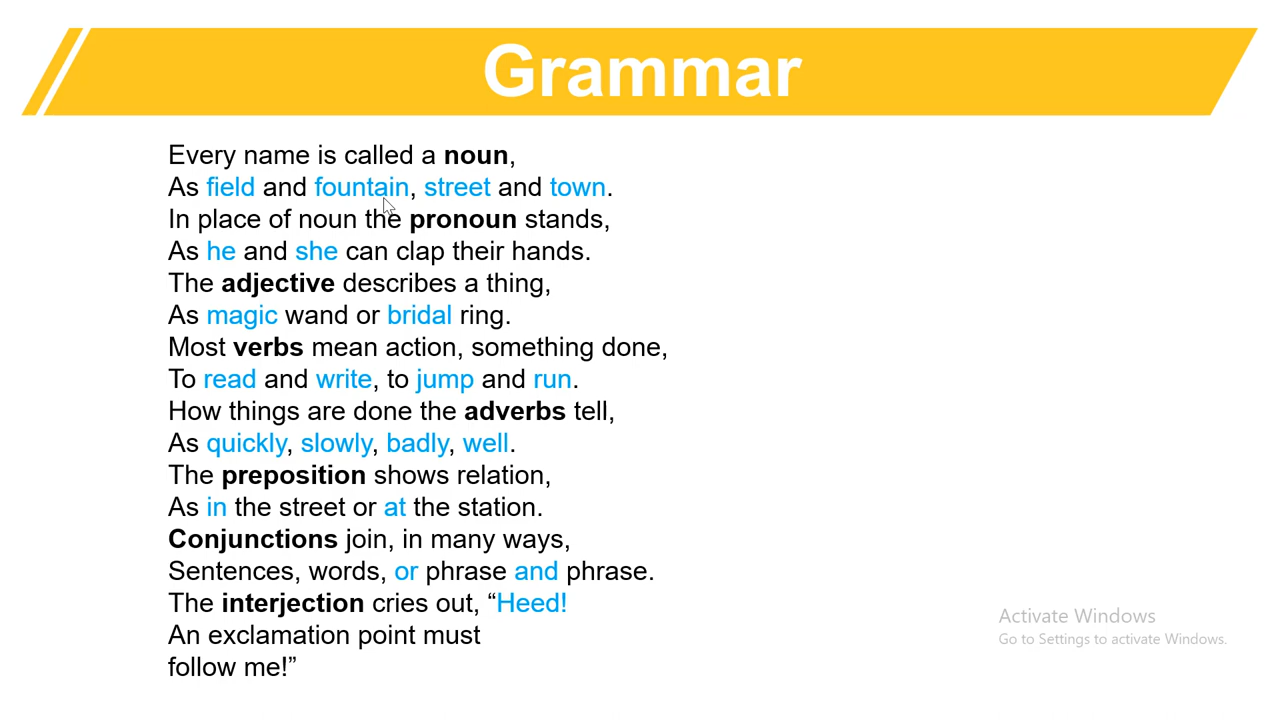 Grammar
Every name is called a noun,
As field and fountain, street and town.
In place of noun the pronoun stands,
As he and she can clap their hands.
The adjective describes a thing,
As magic wand or bridal ring.
Most verbs mean action, something done,
To read and write, to jump and run.
How things are done the adverbs tell,
As quickly, slowly, badly, well.
The preposition shows relation,
As in the street or at the station.
Conjunctions join, in many ways,
Sentences, words, or phrase and phrase.
The interjection cries out, “Heed!
An exclamation point must
follow me!”
Activate Windows
Go to Settings to activate Windows.